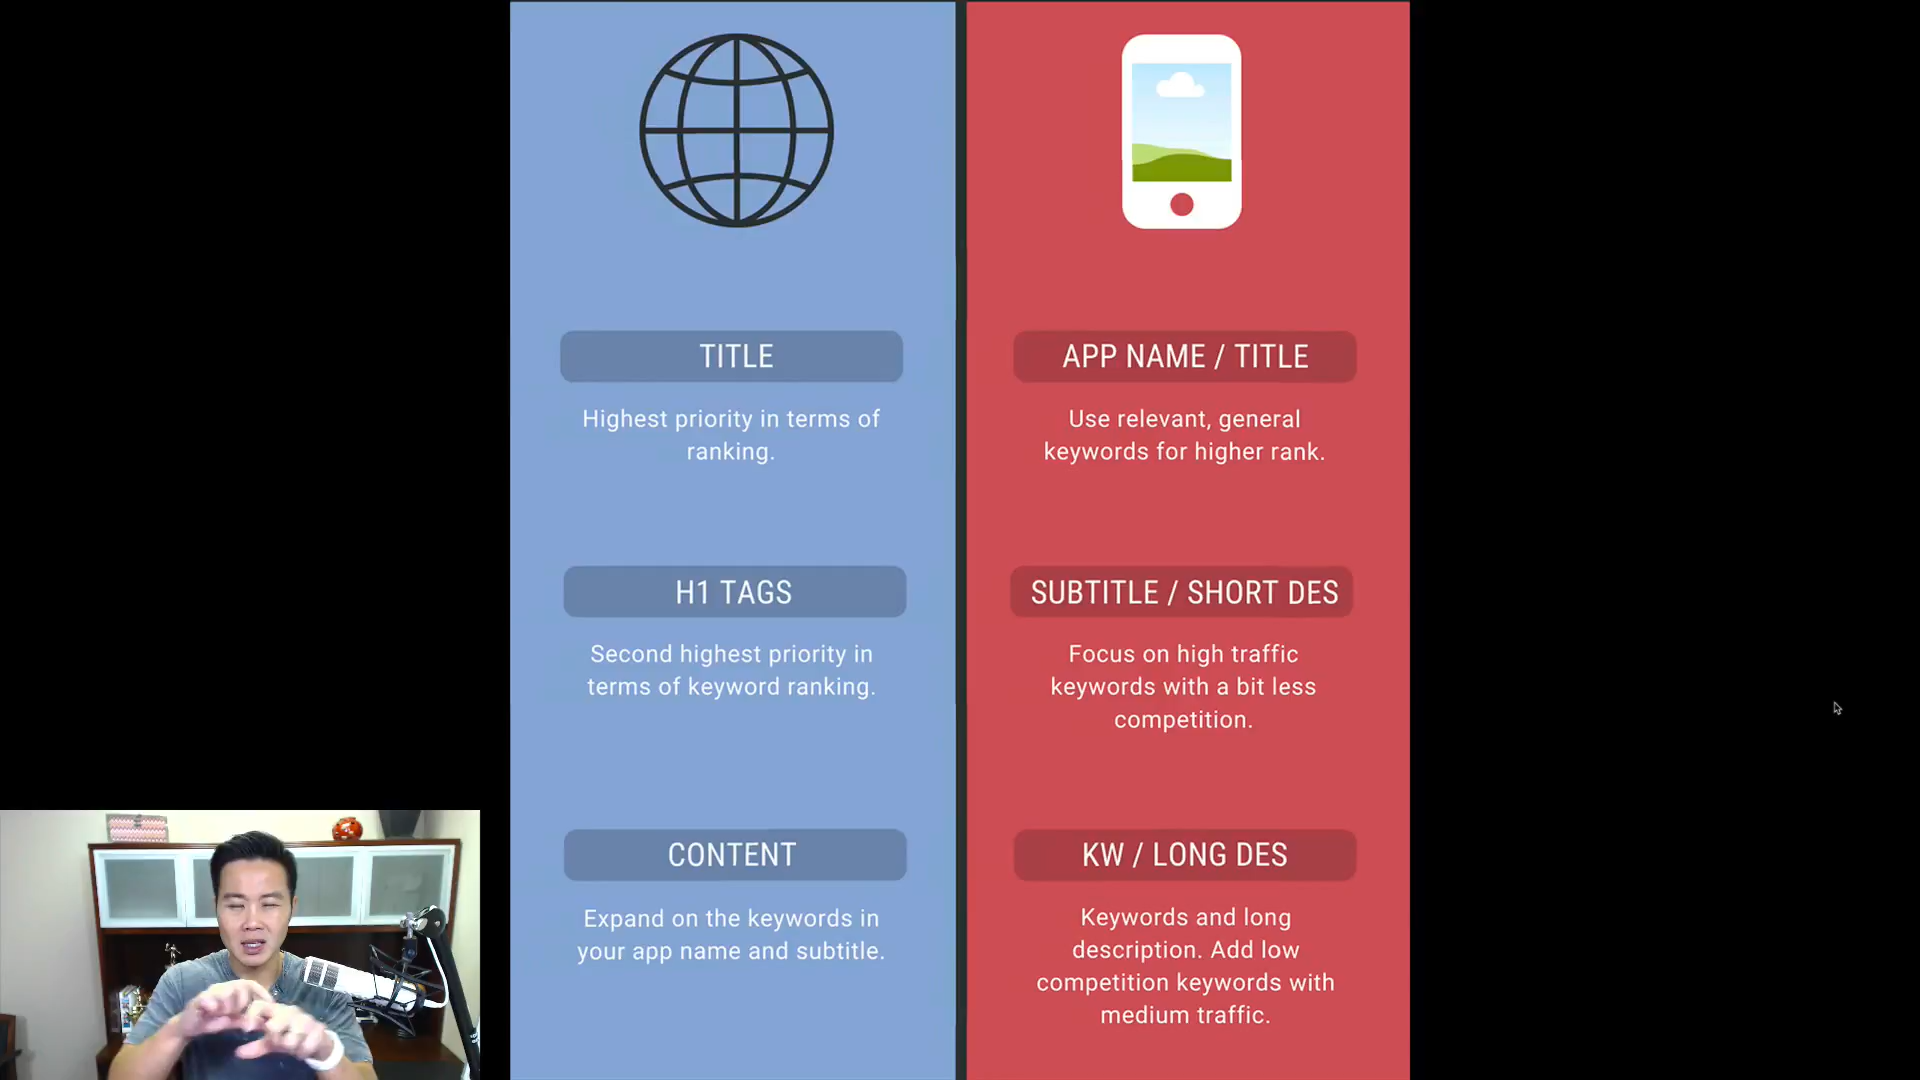 TITLE
Highest priority in terms of
ranking.
H1 TAGS
Second highest priority in
terms of keyword ranking.
CONTENT
Expand on the keywords in
your app name and subtitle.
APP NAME / TITLE
Use relevant, general
keywords for higher rank.
SUBTITLE / SHORT DES
Focus on high traffic
keywords with a bit less
competition.
KW / LONG DES
Keywords and long
description. Add low
competition keywords with
medium traffic.